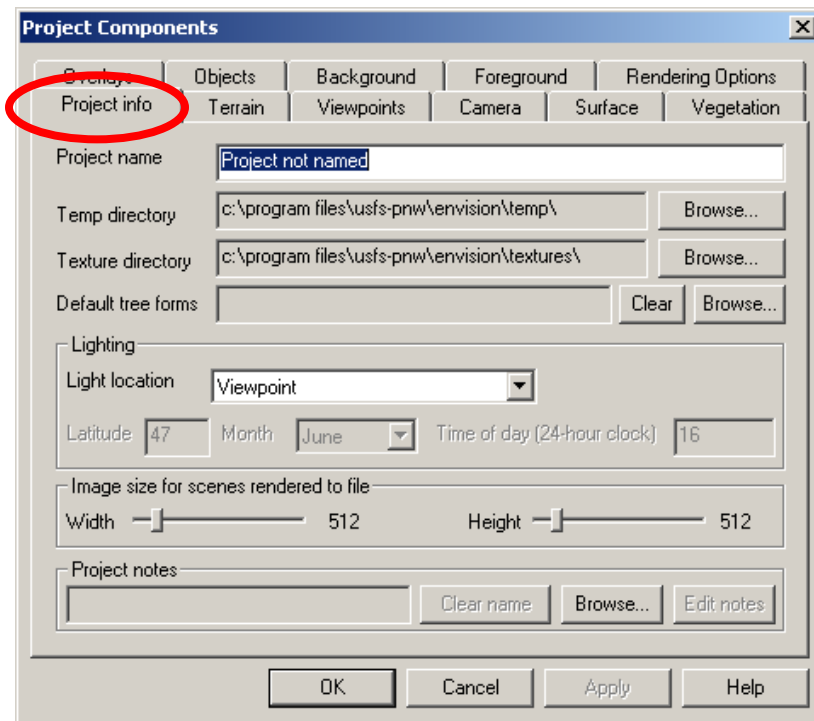 Project Components
Overlays Objects Background Foreground Rendering Options
Project info Terrain Viewpoints Camera Surface Vegetation
Project name Project not named
Temp directory c:\program files\usfs-pnw\envision\temp\ Browse...
Texture directory c:\program files\usfs-pnw\envision\textures\ Browse...
Default tree forms Clear Browse...
Lighting
Light location Viewpoint
Latitude 47 Month June Time of day (24-hour clock) 16
Image size for scenes rendered to file
Width 512 Height 512
Project notes
Clear name Browse... Edit notes
OK Cancel Apply Help